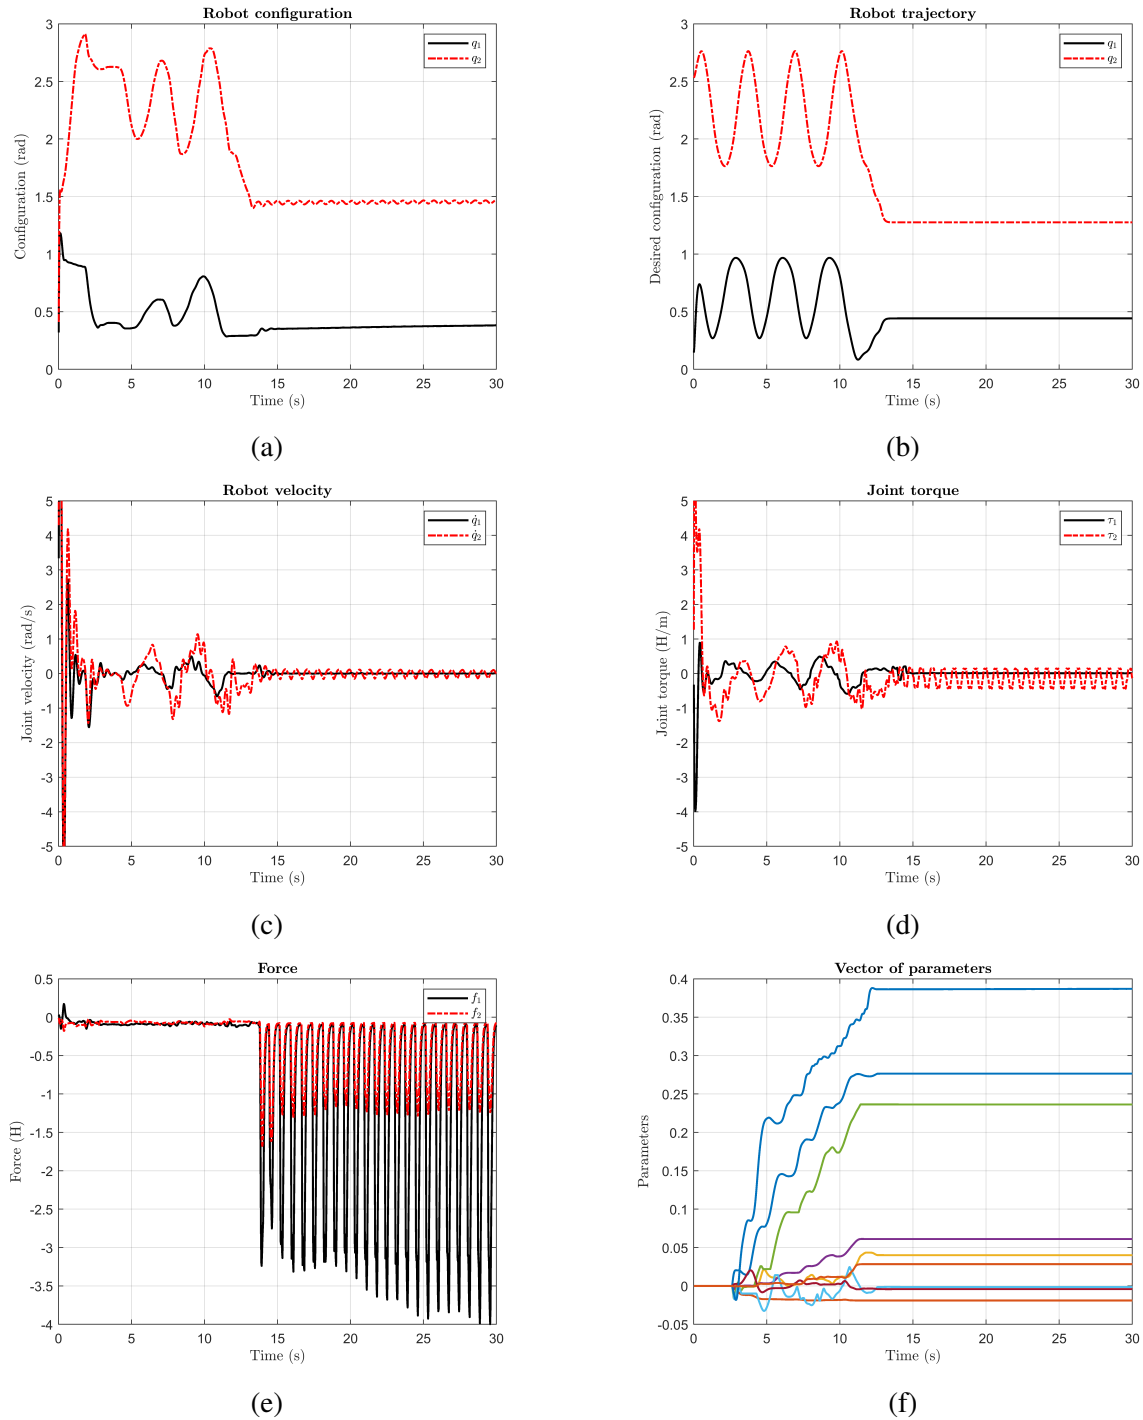 Robot configuration
3
2.5
2
1.5
1
0.5
0
Configuration (rad)
q₁
q₂
0 5 10 15 20 25 30
Time (s)
(a)
Robot trajectory
3
2.5
2
1.5
1
0.5
0
Desired configuration (rad)
q₁
q₂
0 5 10 15 20 25 30
Time (s)
(b)
Robot velocity
5
4
3
2
1
0
-1
-2
-3
-4
-5
Joint velocity (rad/s)
q̇₁
q̇₂
0 5 10 15 20 25 30
Time (s)
(c)
Joint torque
5
4
3
2
1
0
-1
-2
-3
-4
-5
Joint torque (H/m)
τ₁
τ₂
0 5 10 15 20 25 30
Time (s)
(d)
Force
0.5
0
-0.5
-1
-1.5
-2
-2.5
-3
-3.5
-4
Force (H)
f₁
f₂
0 5 10 15 20 25 30
Time (s)
(e)
Vector of parameters
0.4
0.35
0.3
0.25
0.2
0.15
0.1
0.05
0
-0.05
Parameters
0 5 10 15 20 25 30
Time (s)
(f)